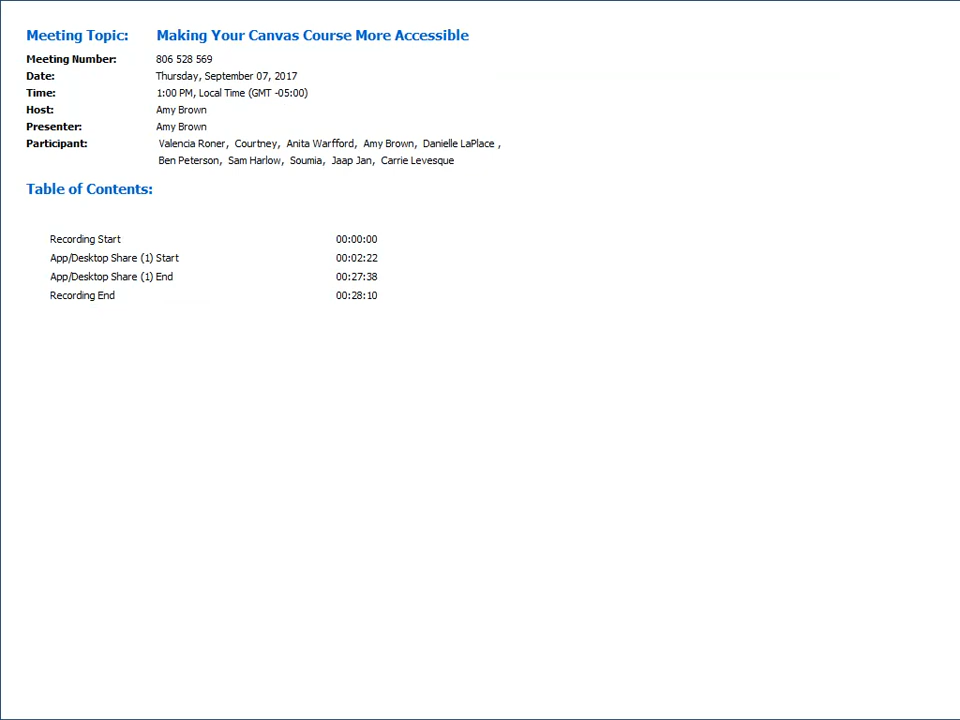 Meeting Topic: Making Your Canvas Course More Accessible
Meeting Number: 806 528 569
Date: Thursday, September 07, 2017
Time: 1:00 PM, Local Time (GMT -05:00)
Host: Amy Brown
Presenter: Amy Brown
Participant: Valencia Roner, Courtney, Anita Warfford, Amy Brown, Danielle LaPlace ,
Ben Peterson, Sam Harlow, Soumia, Jaap Jan, Carrie Levesque
Table of Contents:
Recording Start 00:00:00
App/Desktop Share (1) Start 00:02:22
App/Desktop Share (1) End 00:27:38
Recording End 00:28:10